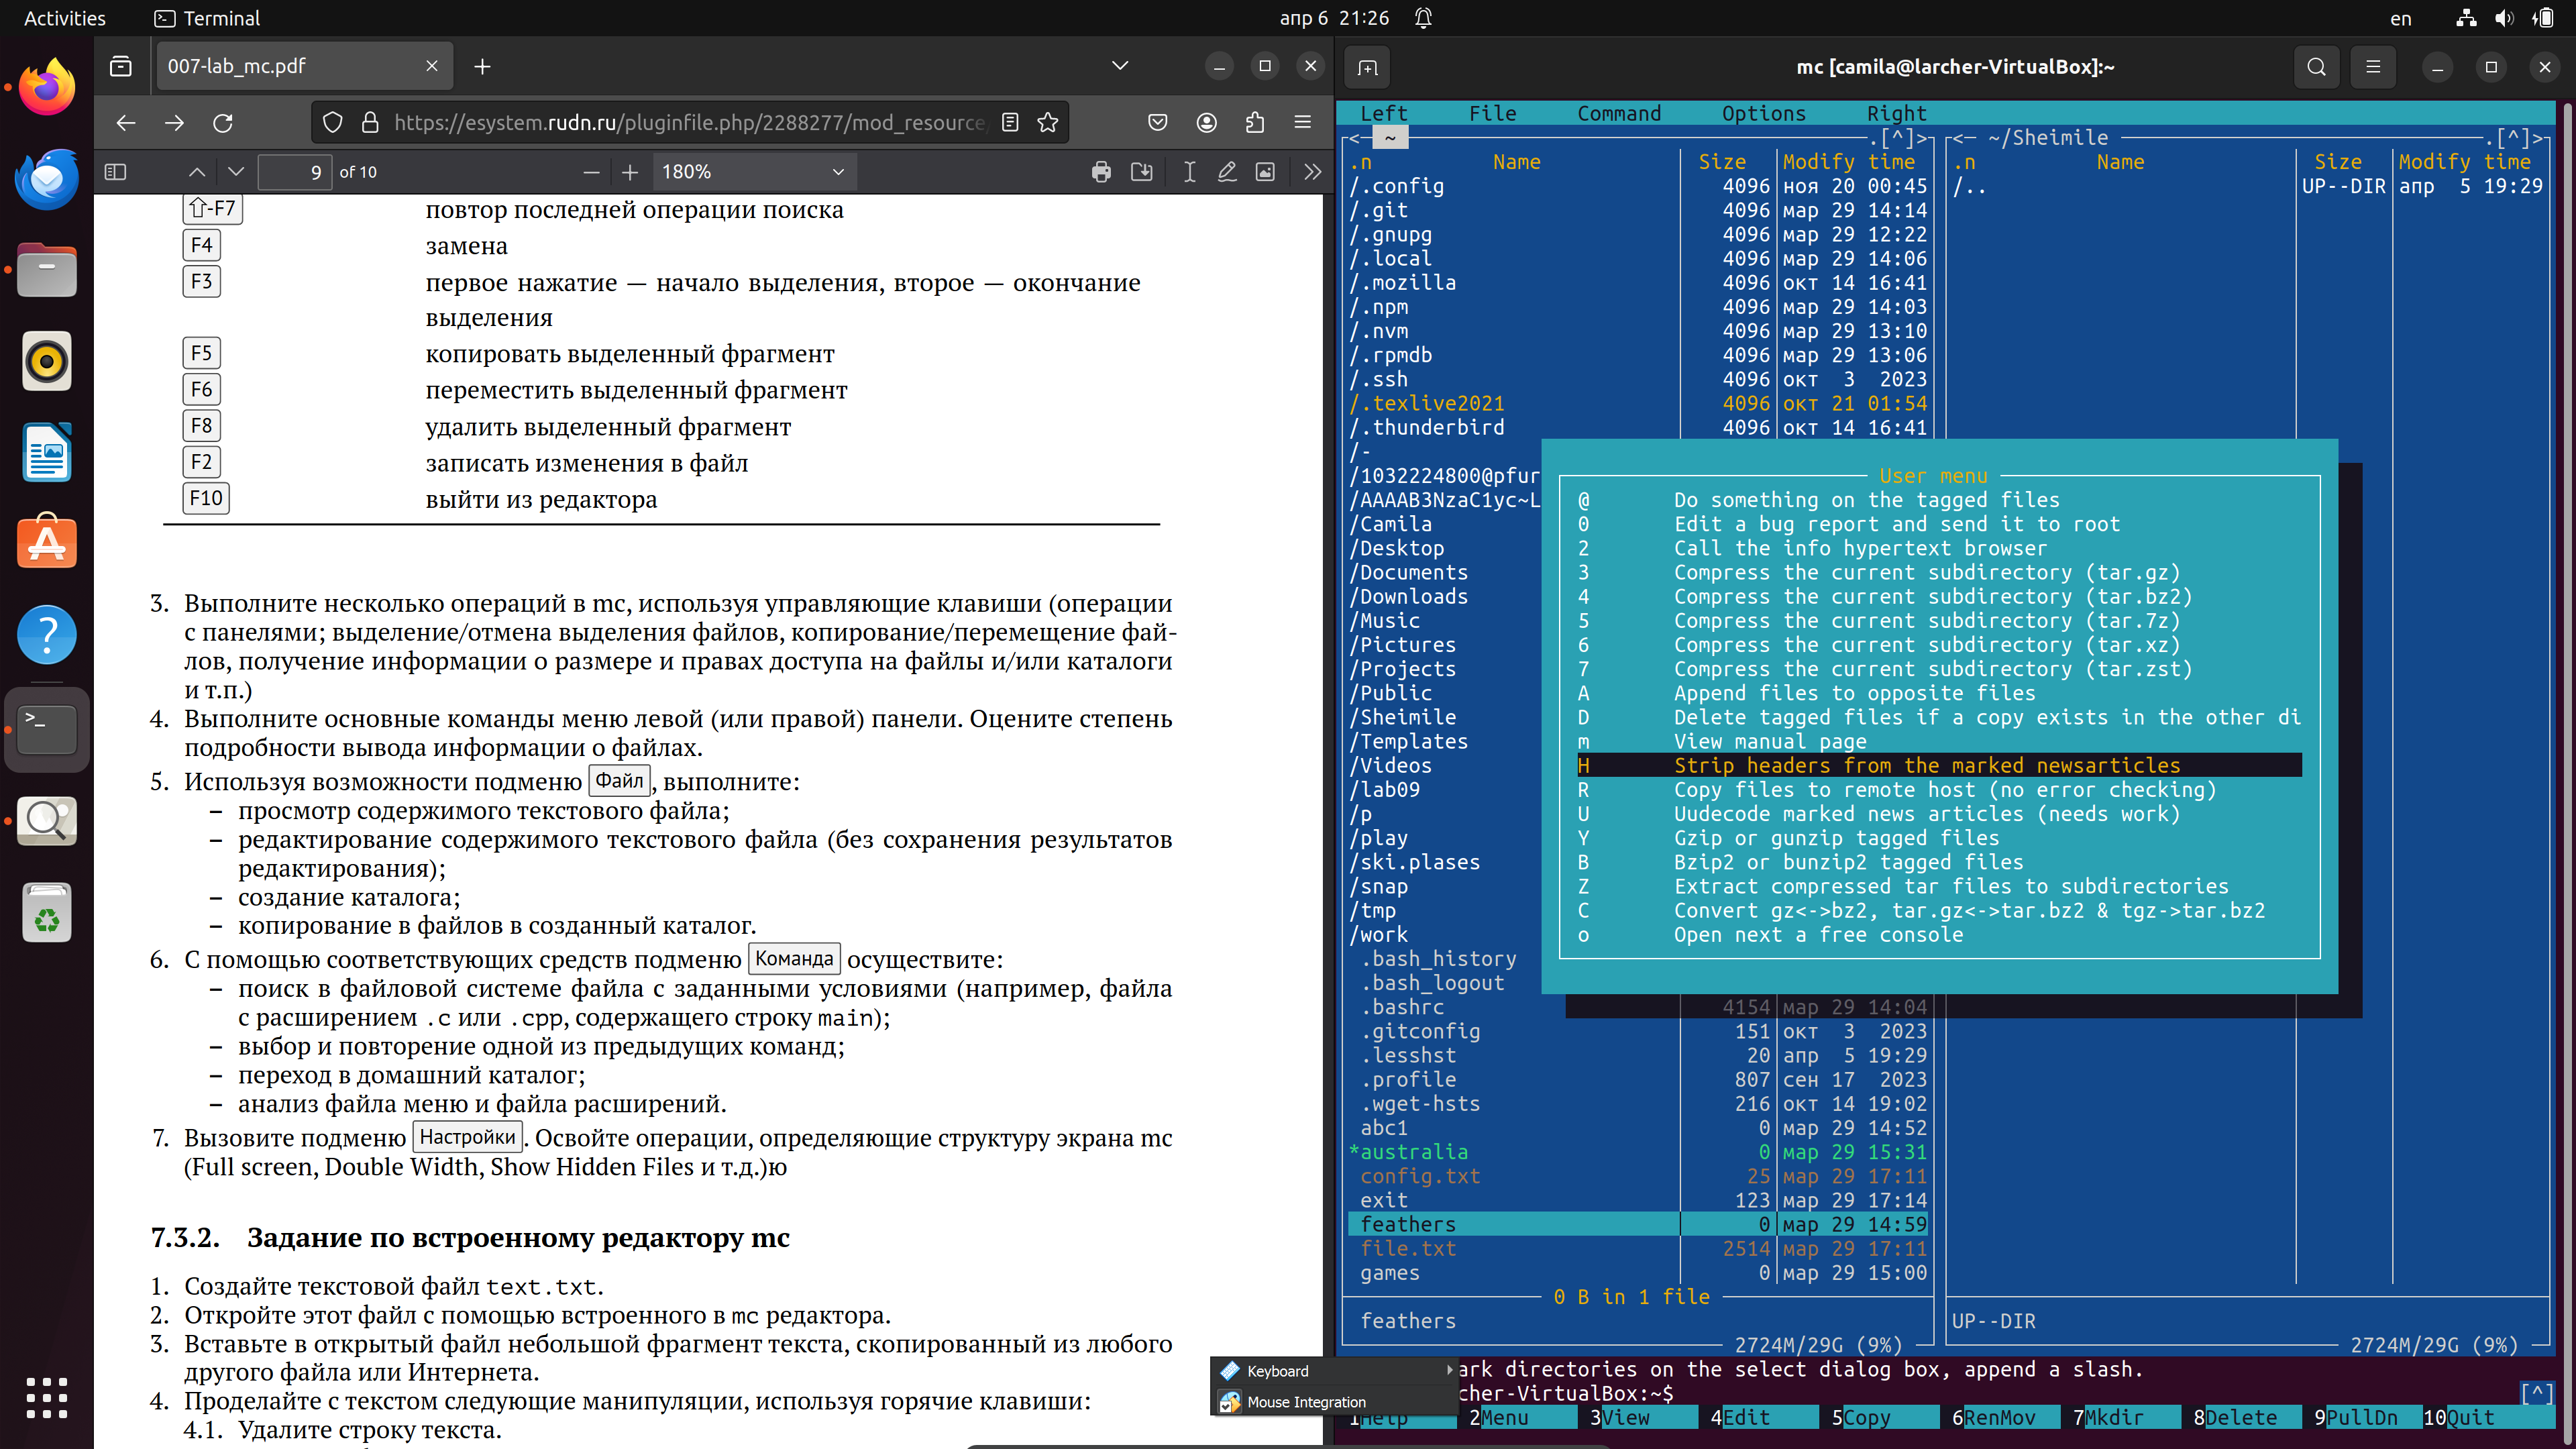 Activities
Terminal
апр 6 21:26
en
007-lab_mc.pdf
https://esystem.rudn.ru/pluginfile.php/2288277/mod_resource/
9 of 10
180%
⇧-F7 повтор последней операции поиска
F4 замена
F3 первое нажатие — начало выделения, второе — окончание
выделения
F5 копировать выделенный фрагмент
F6 переместить выделенный фрагмент
F8 удалить выделенный фрагмент
F2 записать изменения в файл
F10 выйти из редактора
3. Выполните несколько операций в mc, используя управляющие клавиши (операции
с панелями; выделение/отмена выделения файлов, копирование/перемещение фай-
лов, получение информации о размере и правах доступа на файлы и/или каталоги
и т.п.)
4. Выполните основные команды меню левой (или правой) панели. Оцените степень
подробности вывода информации о файлах.
5. Используя возможности подменю Файл, выполните:
– просмотр содержимого текстового файла;
– редактирование содержимого текстового файла (без сохранения результатов
редактирования);
– создание каталога;
– копирование в файлов в созданный каталог.
6. С помощью соответствующих средств подменю Команда осуществите:
– поиск в файловой системе файла с заданными условиями (например, файла
с расширением .c или .cpp, содержащего строку main);
– выбор и повторение одной из предыдущих команд;
– переход в домашний каталог;
– анализ файла меню и файла расширений.
7. Вызовите подменю Настройки. Освойте операции, определяющие структуру экрана mc
(Full screen, Double Width, Show Hidden Files и т.д.)ю
7.3.2. Задание по встроенному редактору mc
1. Создайте текстовой файл text.txt.
2. Откройте этот файл с помощью встроенного в mc редактора.
3. Вставьте в открытый файл небольшой фрагмент текста, скопированный из любого
другого файла или Интернета.
4. Проделайте с текстом следующие манипуляции, используя горячие клавиши:
4.1. Удалите строку текста.
Keyboard
Mouse Integration
mc [camila@larcher-VirtualBox]:~
Left File Command Options Right
<─ ~ ─.[^]>
.n Name Size Modify time
/.config 4096 ноя 20 00:45
/.git 4096 мар 29 14:14
/.gnupg 4096 мар 29 12:22
/.local 4096 мар 29 14:06
/.mozilla 4096 окт 14 16:41
/.npm 4096 мар 29 14:03
/.nvm 4096 мар 29 13:10
/.rpmdb 4096 мар 29 13:06
/.ssh 4096 окт 3 2023
/.texlive2021 4096 окт 21 01:54
/.thunderbird 4096 окт 14 16:41
/-
/1032224800@pfur
/AAAAB3NzaC1yc~L
/Camila
/Desktop
/Documents
/Downloads
/Music
/Pictures
/Projects
/Public
/Sheimile
/Templates
/Videos
/lab09
/p
/play
/ski.plases
/snap
/tmp
/work
.bash_history
.bash_logout
.bashrc 4154 мар 29 14:04
.gitconfig 151 окт 3 2023
.lesshst 20 апр 5 19:29
.profile 807 сен 17 2023
.wget-hsts 216 окт 14 19:02
abc1 0 мар 29 14:52
*australia 0 мар 29 15:31
config.txt 25 мар 29 17:11
exit 123 мар 29 17:14
feathers 0 мар 29 14:59
file.txt 2514 мар 29 17:11
games 0 мар 29 15:00
0 B in 1 file
feathers
2724M/29G (9%)
<─ ~/Sheimile ─.[^]>
.n Name Size Modify time
/.. UP--DIR апр 5 19:29
UP--DIR
2724M/29G (9%)
User menu
@ Do something on the tagged files
0 Edit a bug report and send it to root
2 Call the info hypertext browser
3 Compress the current subdirectory (tar.gz)
4 Compress the current subdirectory (tar.bz2)
5 Compress the current subdirectory (tar.7z)
6 Compress the current subdirectory (tar.xz)
7 Compress the current subdirectory (tar.zst)
A Append files to opposite files
D Delete tagged files if a copy exists in the other di
m View manual page
H Strip headers from the marked newsarticles
R Copy files to remote host (no error checking)
U Uudecode marked news articles (needs work)
Y Gzip or gunzip tagged files
B Bzip2 or bunzip2 tagged files
Z Extract compressed tar files to subdirectories
C Convert gz<->bz2, tar.gz<->tar.bz2 & tgz->tar.bz2
o Open next a free console
ark directories on the select dialog box, append a slash.
cher-VirtualBox:~$
[^]
1Help 2Menu 3View 4Edit 5Copy 6RenMov 7Mkdir 8Delete 9PullDn 10Quit